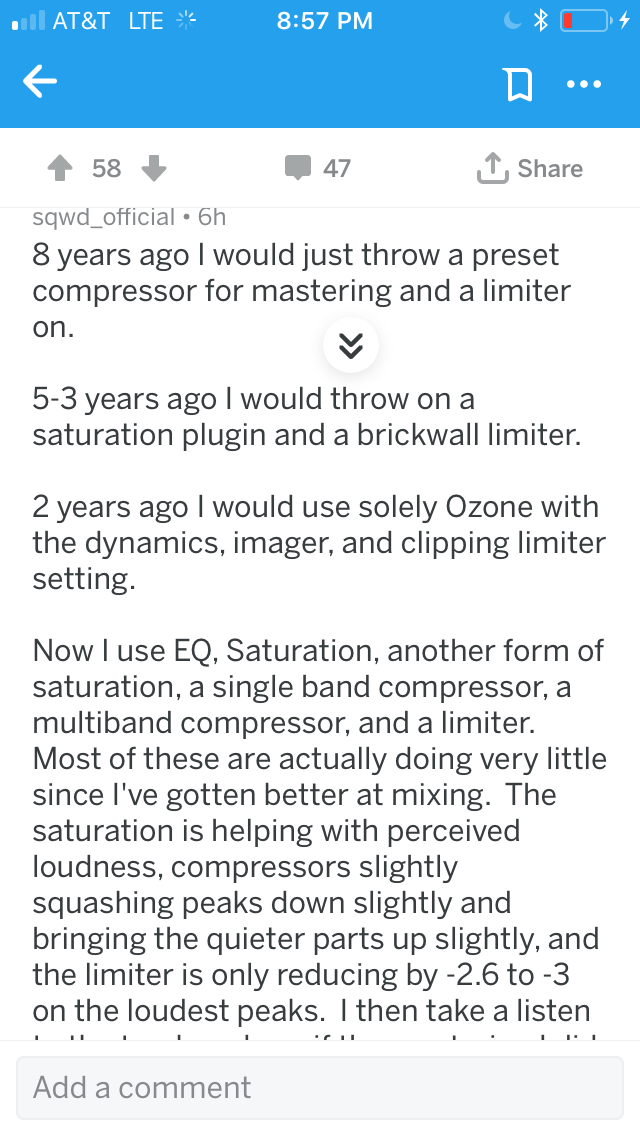 AT&T LTE 8:57 PM
58 47 Share
sqwd_official • 6h
8 years ago I would just throw a preset
compressor for mastering and a limiter
on.
5-3 years ago I would throw on a
saturation plugin and a brickwall limiter.
2 years ago I would use solely Ozone with
the dynamics, imager, and clipping limiter
setting.
Now I use EQ, Saturation, another form of
saturation, a single band compressor, a
multiband compressor, and a limiter.
Most of these are actually doing very little
since I've gotten better at mixing.  The
saturation is helping with perceived
loudness, compressors slightly
squashing peaks down slightly and
bringing the quieter parts up slightly, and
the limiter is only reducing by -2.6 to -3
on the loudest peaks.  I then take a listen
Add a comment